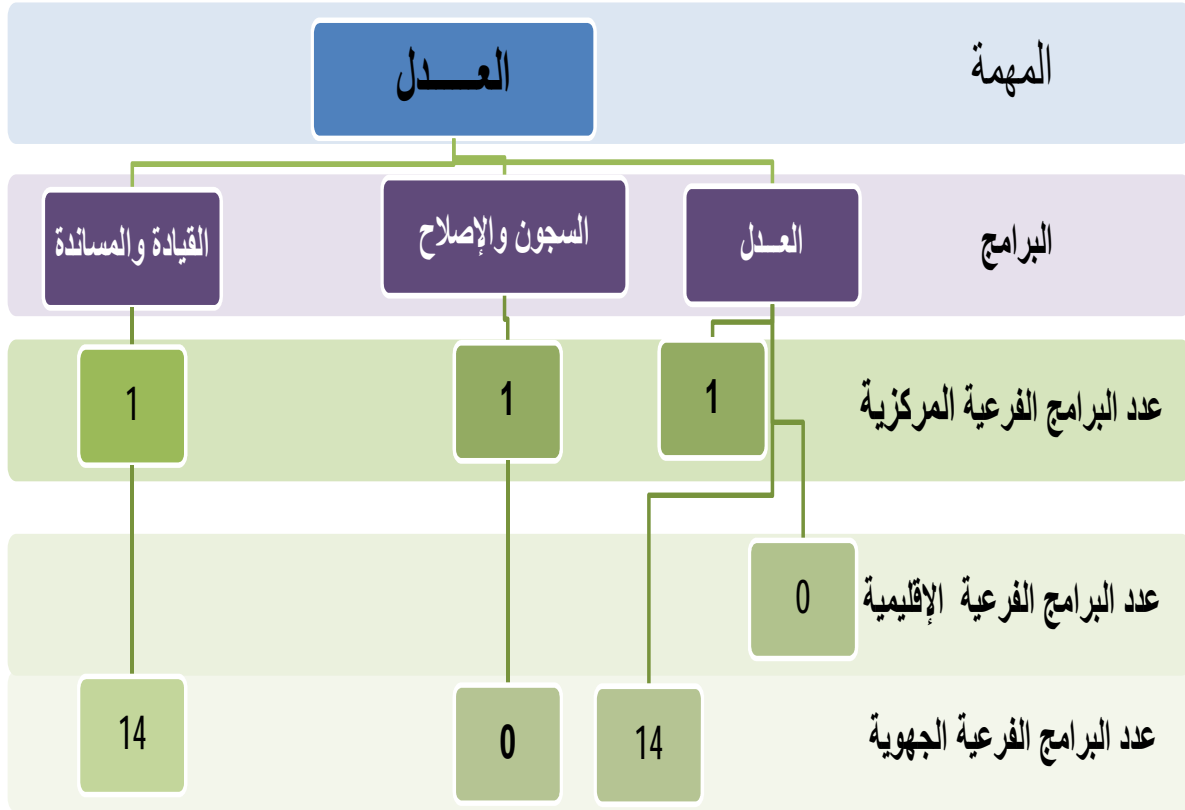 المهمة
العـــــدل
البرامج
العـــدل
السجون والإصلاح
القيادة والمساندة
عدد البرامج الفرعية المركزية
1
1
1
عدد البرامج الفرعية الإقليمية
0
عدد البرامج الفرعية الجهوية
14
0
14